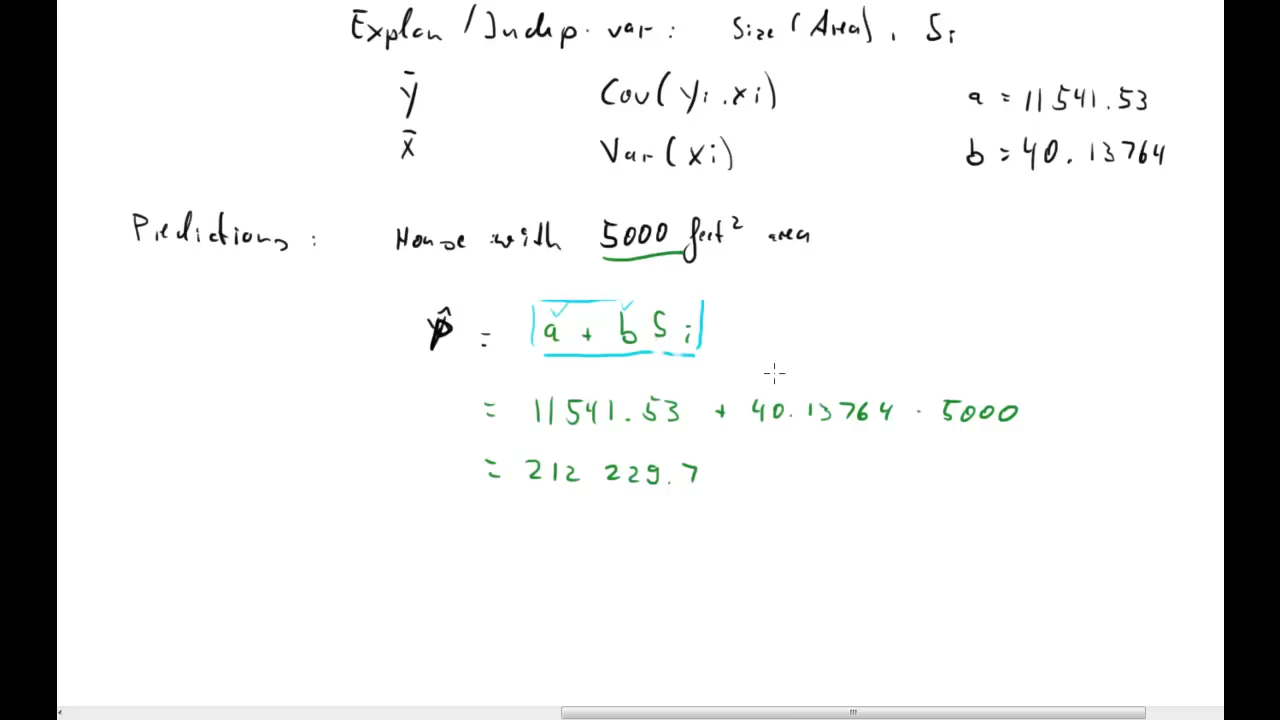 Explan / Indep. var: Size (Area), Si
ȳ Cov(yi.xi) a = 11541.53
x̄ Var(xi) b = 40.13764
Predictions: House with 5000 feet² area
= a + b Si
= 11541.53 + 40.13764 · 5000
= 212 229.7